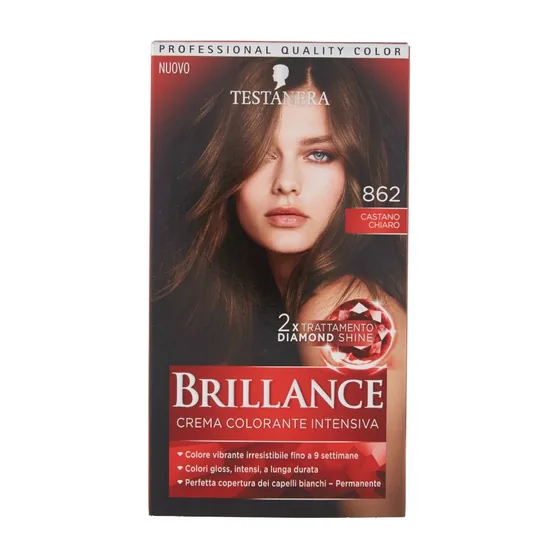 PROFESSIONAL QUALITY COLOR
NUOVO
TESTANERA
862
CASTANO
CHIARO
2x TRATTAMENTO
DIAMOND SHINE
BRILLANCE
CREMA COLORANTE INTENSIVA
Colore vibrante irresistibile fino a 9 settimane
Colori gloss, intensi, a lunga durata
Perfetta copertura dei capelli bianchi – Permanente